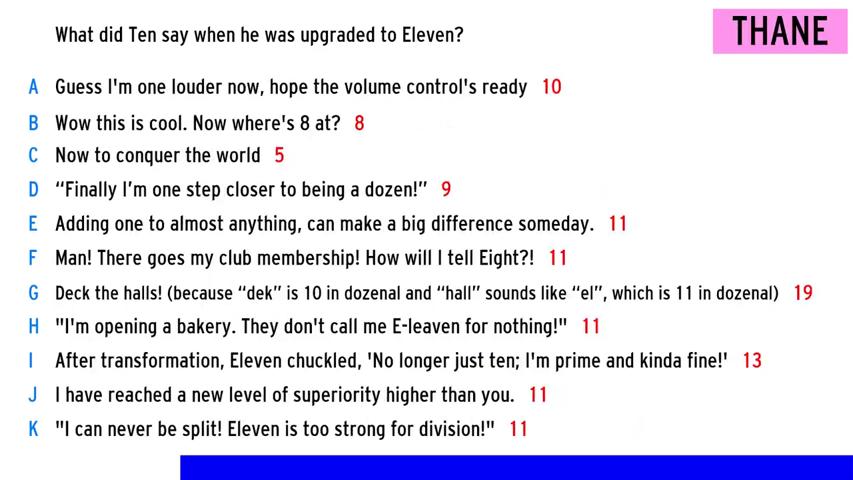 What did Ten say when he was upgraded to Eleven?
THANE
A Guess I'm one louder now, hope the volume control's ready 10
B Wow this is cool. Now where's 8 at? 8
C Now to conquer the world 5
D “Finally I'm one step closer to being a dozen!” 9
E Adding one to almost anything, can make a big difference someday. 11
F Man! There goes my club membership! How will I tell Eight?! 11
G Deck the halls! (because “dek” is 10 in dozenal and “hall” sounds like “el”, which is 11 in dozenal) 19
H "I'm opening a bakery. They don't call me E-leaven for nothing!" 11
I After transformation, Eleven chuckled, 'No longer just ten; I'm prime and kinda fine!' 13
J I have reached a new level of superiority higher than you. 11
K "I can never be split! Eleven is too strong for division!" 11